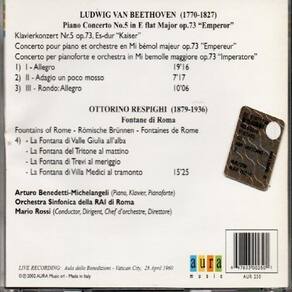 LUDWIG VAN BEETHOVEN (1770-1827)
Piano Concerto No.5 in E flat Major op.73 "Emperor"
Klavierkonzert Nr.5 op.73, Es-dur "Kaiser"
Concerto pour piano et orchestre en Mi bémol majeur op.73 "Empereur"
Concerto per pianoforte e orchestra in Mi bemolle maggiore op.73 "Imperatore"
1) I - Allegro 19'16
2) II - Adagio un poco mosso 7'17
3) III - Rondo: Allegro 10'06
OTTORINO RESPIGHI (1879-1936)
Fontane di Roma
Fountains of Rome - Römische Brünnen - Fontaines de Rome
4) - La Fontana di Valle Giulia all'alba
- La Fontana del Tritone al mattino
- La Fontana di Trevi al meriggio
- La Fontana di Villa Medici al tramonto 15'25
Arturo Benedetti-Michelangeli (Piano, Klavier, Pianoforte)
Orchestra Sinfonica della RAI di Roma
Mario Rossi (Conductor, Dirigent, Chef d'orchestre, Direttore)
LIVE RECORDING: Aula delle Benedizioni - Vatican City, 28 April 1960
℗ © 2002 AURA Music srl - Made in Italy
aura
music
AUR 250